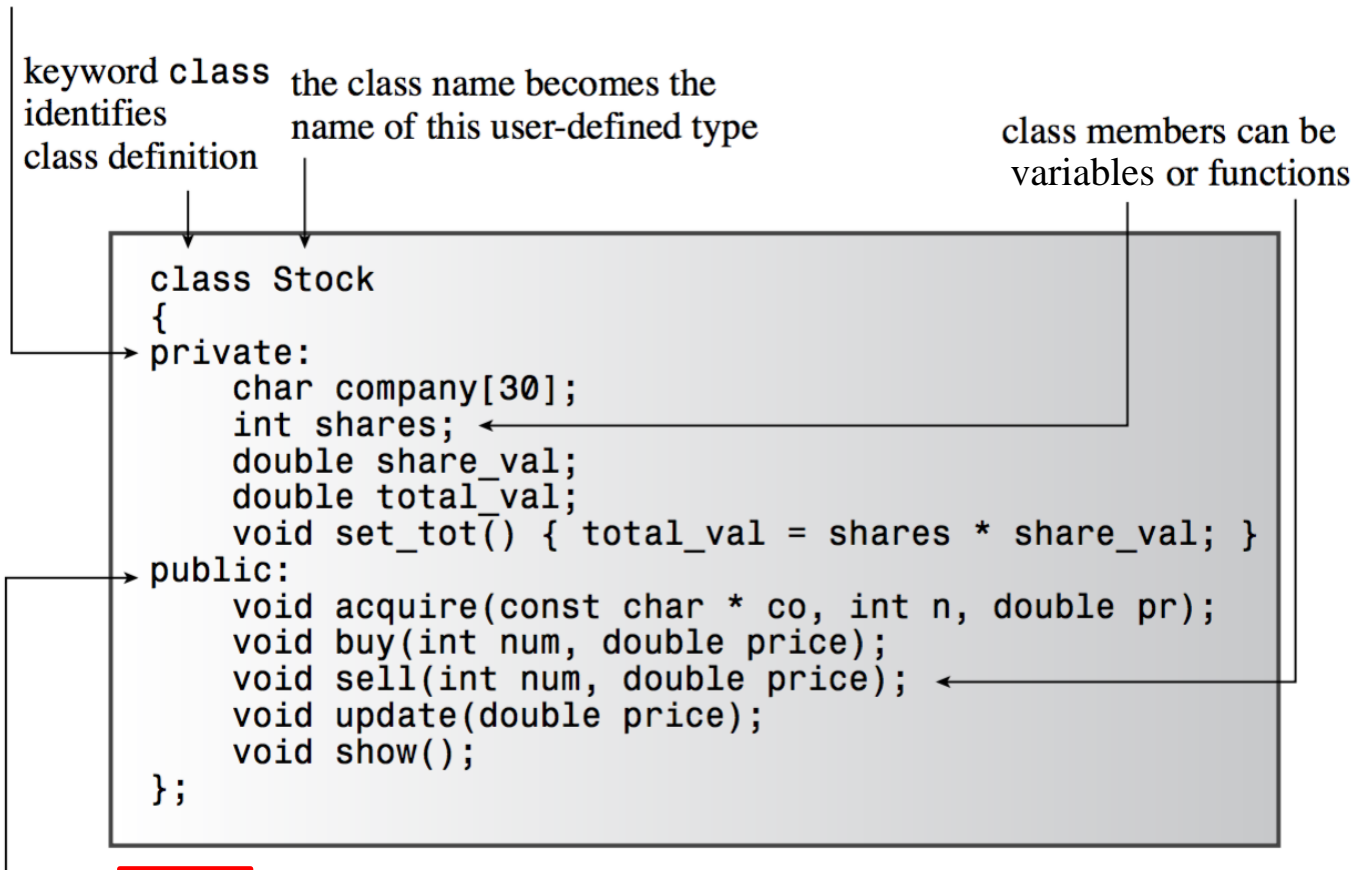 keyword class
identifies
class definition
the class name becomes the
name of this user-defined type
class members can be
variables or functions
class Stock
{
private:
    char company[30];
    int shares;
    double share_val;
    double total_val;
    void set_tot() { total_val = shares * share_val; }
public:
    void acquire(const char * co, int n, double pr);
    void buy(int num, double price);
    void sell(int num, double price);
    void update(double price);
    void show();
};